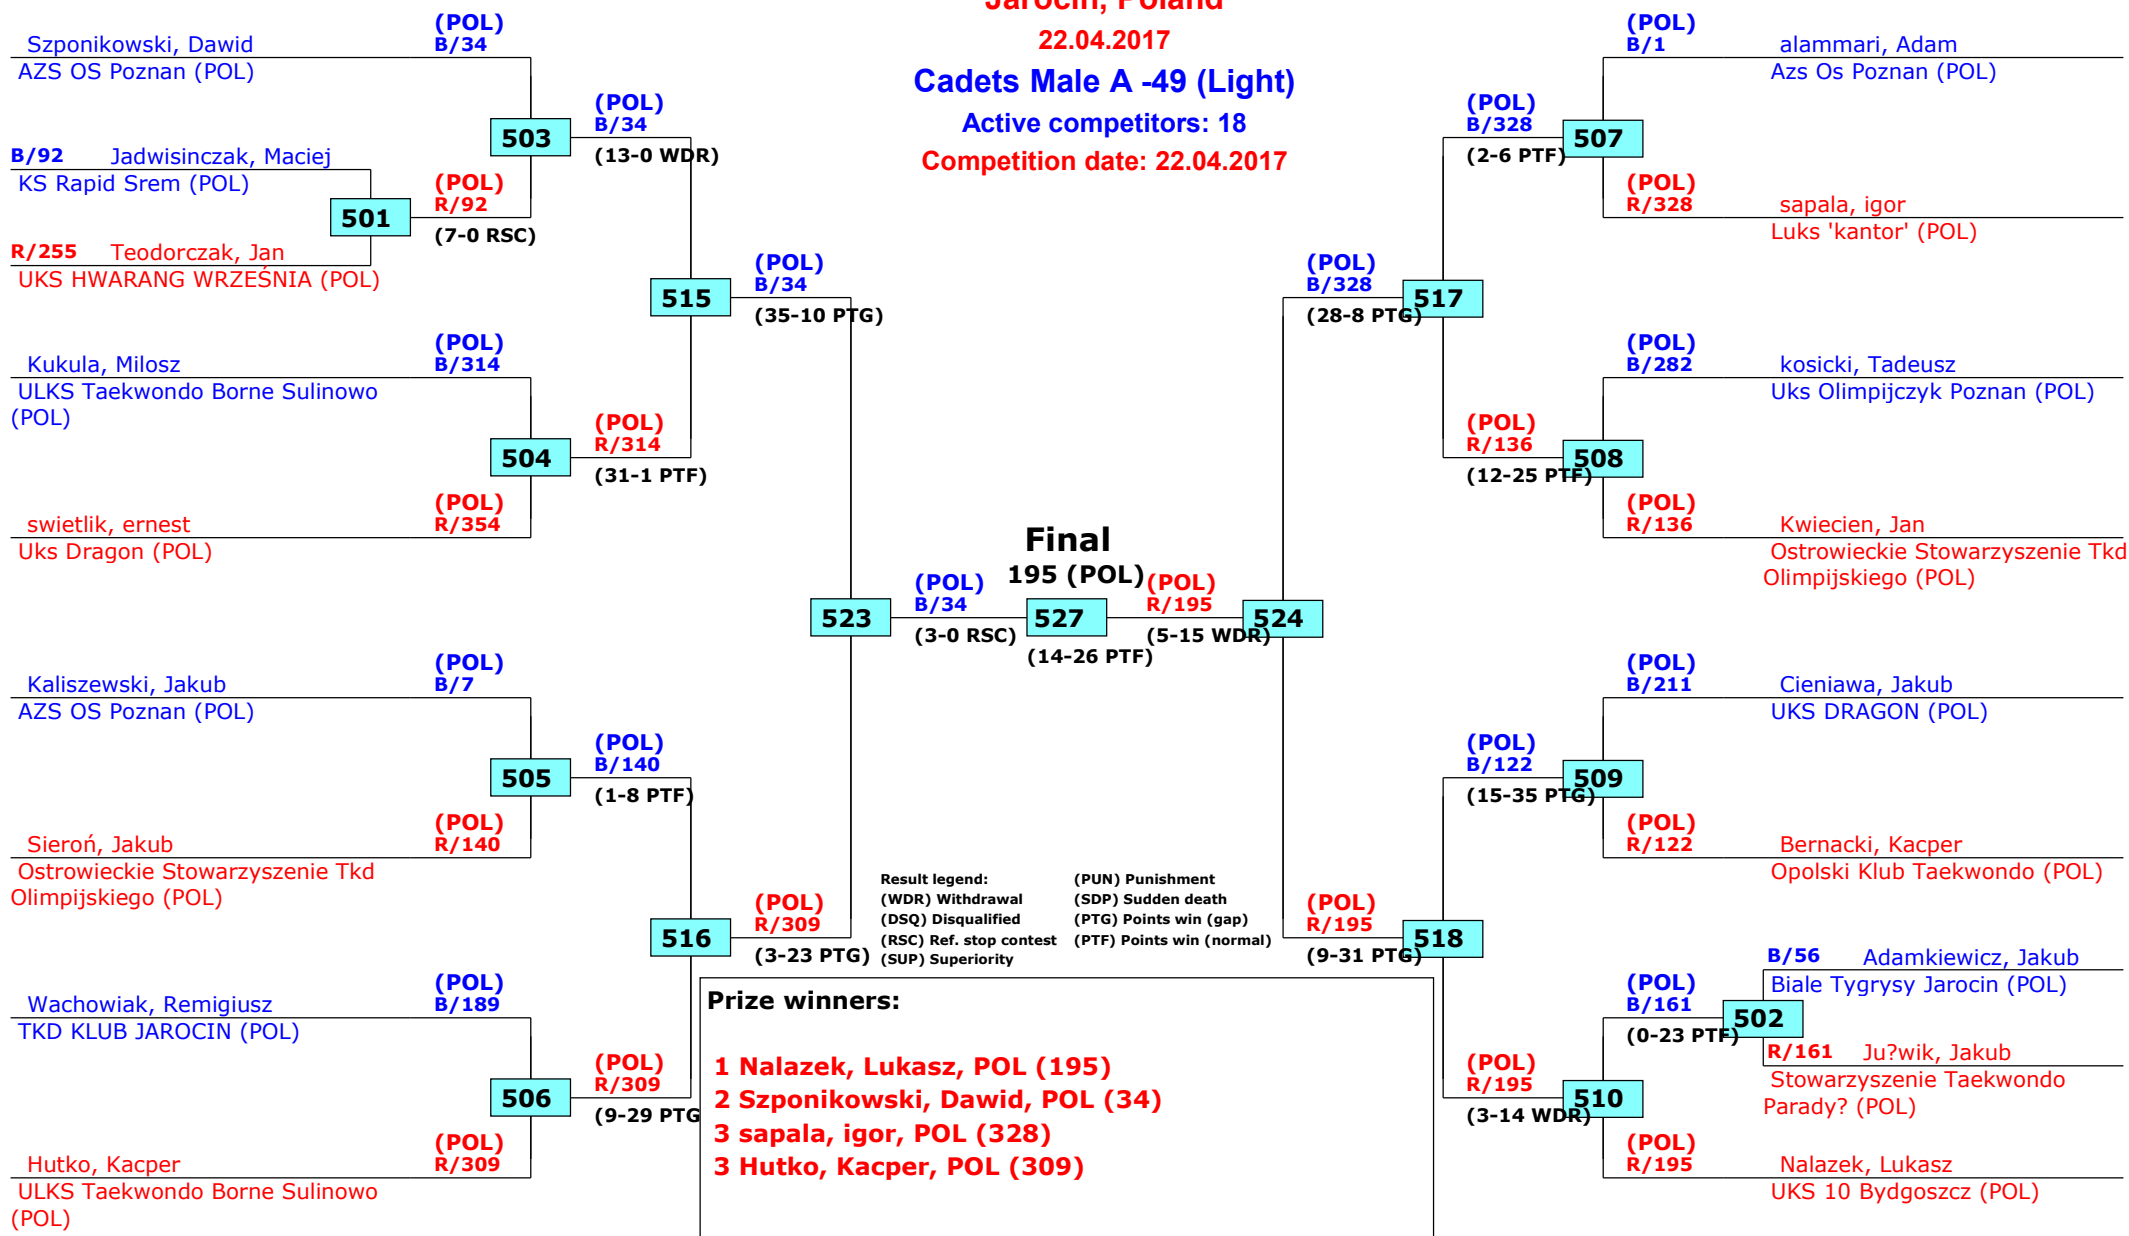 Jarocin, Poland
22.04.2017
Cadets Male A -49 (Light)
Active competitors: 18
Competition date: 22.04.2017
(POL)
B/34
Szponikowski, Dawid
AZS OS Poznan (POL)
B/92 Jadwisinczak, Maciej
KS Rapid Srem (POL)
501
R/255 Teodorczak, Jan
UKS HWARANG WRZEŚNIA (POL)
(POL)
R/92
(7-0 RSC)
503
(POL)
B/34
(13-0 WDR)
(POL)
B/314
Kukula, Milosz
ULKS Taekwondo Borne Sulinowo
(POL)
504
(POL)
R/314
(31-1 PTF)
(POL)
R/354
swietlik, ernest
Uks Dragon (POL)
515
(POL)
B/34
(35-10 PTG)
(POL)
B/7
Kaliszewski, Jakub
AZS OS Poznan (POL)
505
(POL)
B/140
(1-8 PTF)
(POL)
R/140
Sieroń, Jakub
Ostrowieckie Stowarzyszenie Tkd
Olimpijskiego (POL)
516
(POL)
R/309
(3-23 PTG)
(POL)
B/189
Wachowiak, Remigiusz
TKD KLUB JAROCIN (POL)
506
(POL)
R/309
(9-29 PTG
(POL)
R/309
Hutko, Kacper
ULKS Taekwondo Borne Sulinowo
(POL)
523
(POL)
B/34
(3-0 RSC)
Final
195 (POL)
527
(14-26 PTF)
(POL)
R/195
(5-15 WDR)
524
(POL)
B/1
alammari, Adam
Azs Os Poznan (POL)
507
(POL)
B/328
(2-6 PTF)
(POL)
R/328
sapala, igor
Luks 'kantor' (POL)
517
(POL)
B/328
(28-8 PTG)
(POL)
B/282
kosicki, Tadeusz
Uks Olimpijczyk Poznan (POL)
508
(POL)
R/136
(12-25 PTF)
(POL)
R/136
Kwiecien, Jan
Ostrowieckie Stowarzyszenie Tkd
Olimpijskiego (POL)
(POL)
B/211
Cieniawa, Jakub
UKS DRAGON (POL)
509
(POL)
B/122
(15-35 PTG)
(POL)
R/122
Bernacki, Kacper
Opolski Klub Taekwondo (POL)
518
(POL)
R/195
(9-31 PTG)
B/56 Adamkiewicz, Jakub
Biale Tygrysy Jarocin (POL)
502
(POL)
B/161
(0-23 PTF)
R/161 Ju?wik, Jakub
Stowarzyszenie Taekwondo
Parady? (POL)
510
(POL)
R/195
(3-14 WDR)
(POL)
R/195
Nalazek, Lukasz
UKS 10 Bydgoszcz (POL)
Result legend: (PUN) Punishment
(WDR) Withdrawal (SDP) Sudden death
(DSQ) Disqualified (PTG) Points win (gap)
(RSC) Ref. stop contest (PTF) Points win (normal)
(SUP) Superiority
Prize winners:
1 Nalazek, Lukasz, POL (195)
2 Szponikowski, Dawid, POL (34)
3 sapala, igor, POL (328)
3 Hutko, Kacper, POL (309)